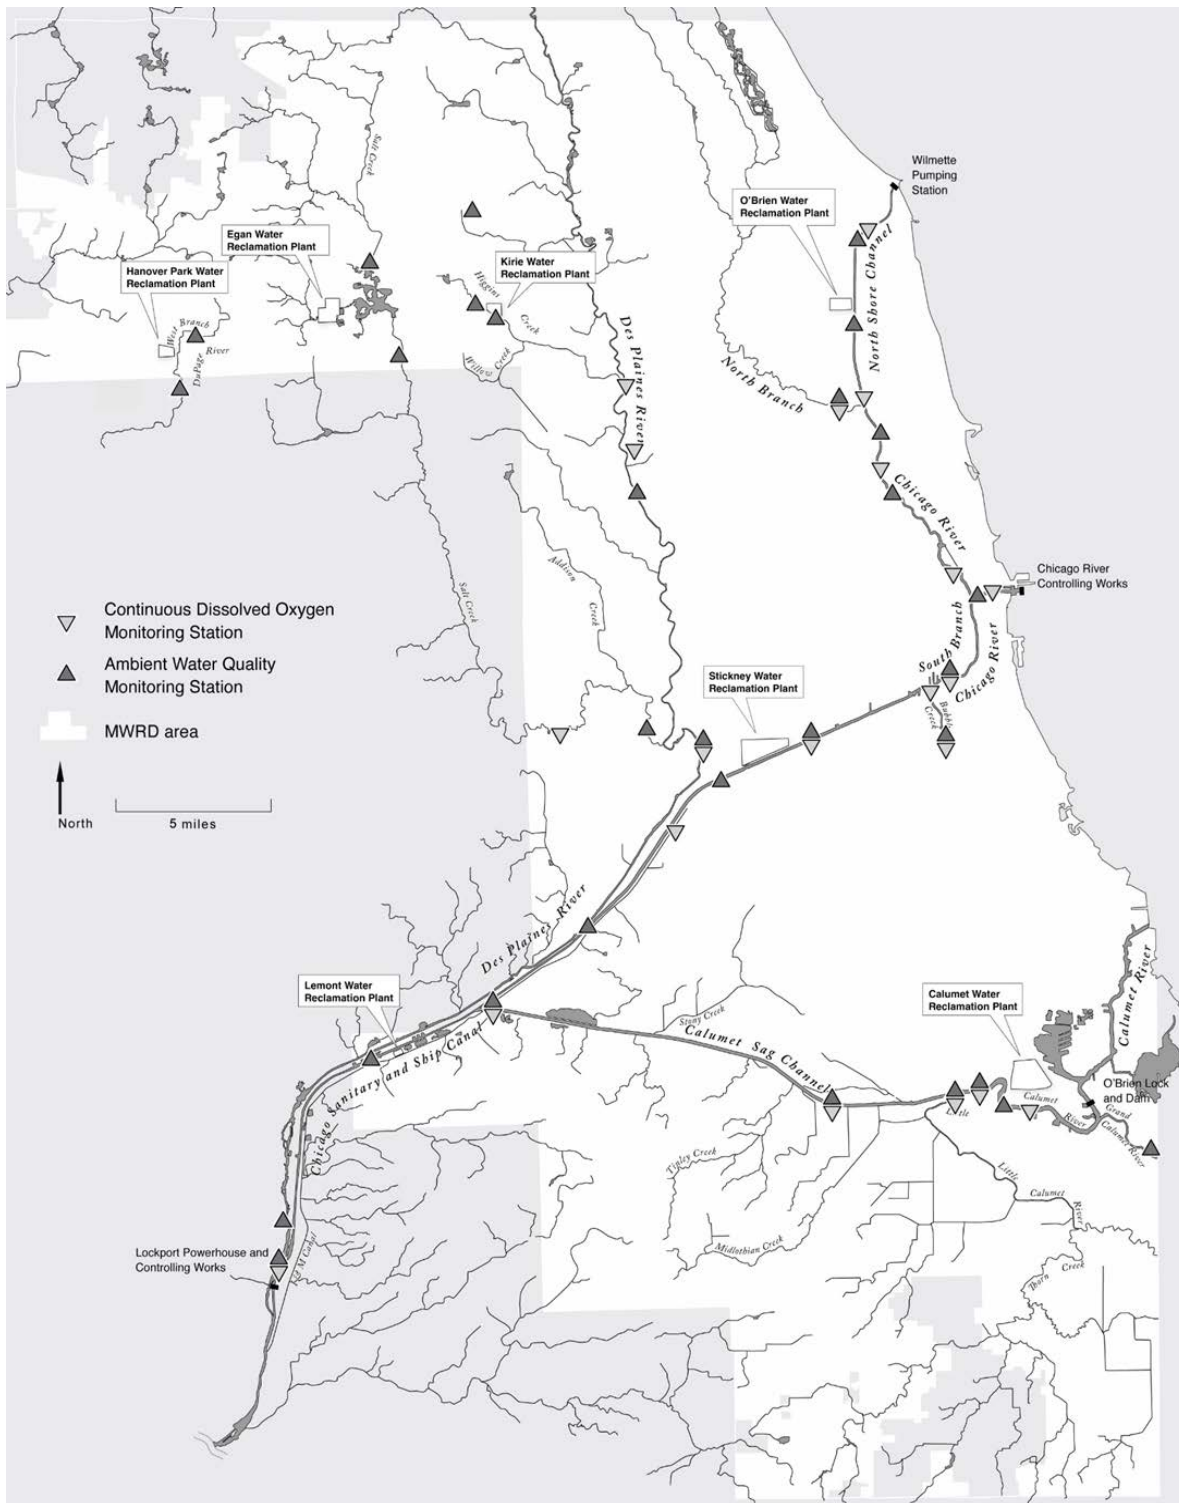 Wilmette
Pumping
Station
O'Brien Water
Reclamation Plant
Salt Creek
Egan Water
Reclamation Plant
Kirie Water
Reclamation Plant
Hanover Park Water
Reclamation Plant
North Shore Channel
Higgins
Creek
West Branch
DuPage River
Willow Creek
Des Plaines River
North Branch
Chicago River
Addison
Creek
Salt Creek
Chicago River
Controlling Works
Continuous Dissolved Oxygen
Monitoring Station
Ambient Water Quality
Monitoring Station
MWRD area
North
5 miles
South Branch
Chicago River
Stickney Water
Reclamation Plant
Bubbly
Creek
Des Plaines River
Lemont Water
Reclamation Plant
Calumet Water
Reclamation Plant
Calumet River
Stony Creek
Calumet Sag Channel
Chicago Sanitary and Ship Canal
O'Brien Lock
and Dam
Little
Calumet
River
Grand
Calumet River
Tinley Creek
Little
Calumet
River
Midlothian Creek
Thorn Creek
I & M Canal
Lockport Powerhouse and
Controlling Works